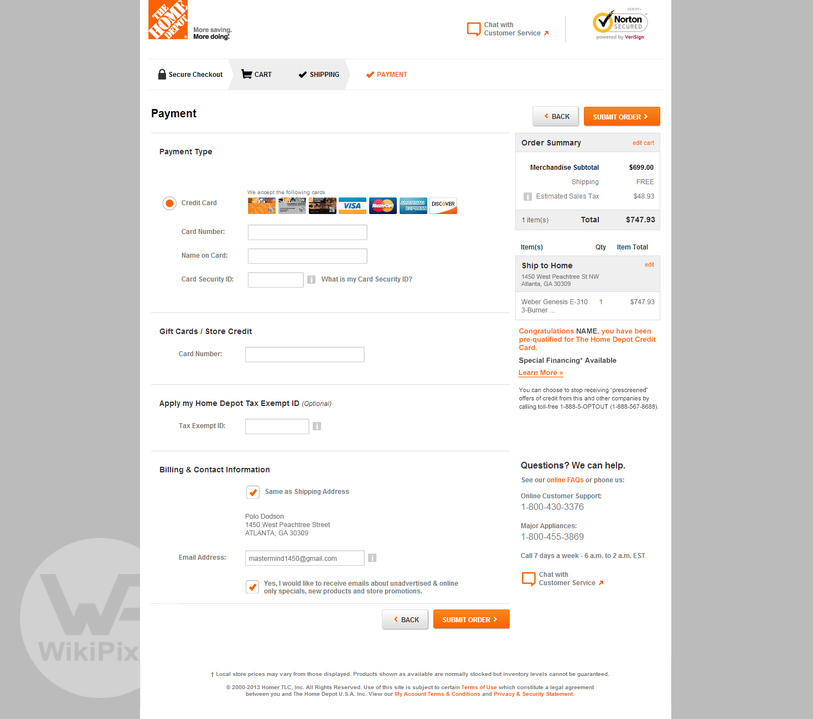 THE HOME DEPOT
More saving.
More doing.
Chat with
Customer Service
Norton
SECURED
powered by VeriSign
Secure Checkout
CART
SHIPPING
PAYMENT
Payment
BACK
SUBMIT ORDER
Payment Type
We accept the following cards
Credit Card
VISA
MasterCard
DISCOVER
Card Number:
Name on Card:
Card Security ID:
What is my Card Security ID?
Gift Cards / Store Credit
Card Number:
Apply my Home Depot Tax Exempt ID (Optional)
Tax Exempt ID:
Billing & Contact Information
Same as Shipping Address
Polo Dodson
1450 West Peachtree Street
ATLANTA, GA 30309
Email Address:
mastermind1450@gmail.com
Yes, I would like to receive emails about unadvertised & online
only specials, new products and store promotions.
BACK
SUBMIT ORDER
Order Summary
edit cart
Merchandise Subtotal $699.00
Shipping FREE
Estimated Sales Tax $48.93
1 item(s) Total $747.93
Item(s) Qty Item Total
Ship to Home edit
1450 West Peachtree St NW
Atlanta, GA 30309
Weber Genesis E-310 1 $747.93
3-Burner ...
Congratulations NAME, you have been
pre-qualified for The Home Depot Credit
Card.
Special Financing* Available
Learn More »
You can choose to stop receiving "prescreened"
offers of credit from this and other companies by
calling toll-free 1-888-5-OPTOUT (1-888-567-8688).
Questions? We can help.
See our online FAQs or phone us:
Online Customer Support:
1-800-430-3376
Major Appliances:
1-800-455-3869
Call 7 days a week - 6 a.m. to 2 a.m. EST
Chat with
Customer Service
WikiPix
† Local store prices may vary from those displayed. Products shown as available are normally stocked but inventory levels cannot be guaranteed.
© 2000-2013 Homer TLC, Inc. All Rights Reserved. Use of this site is subject to certain Terms of Use which constitute a legal agreement
between you and The Home Depot U.S.A. Inc. View our My Account Terms & Conditions and Privacy & Security Statement.